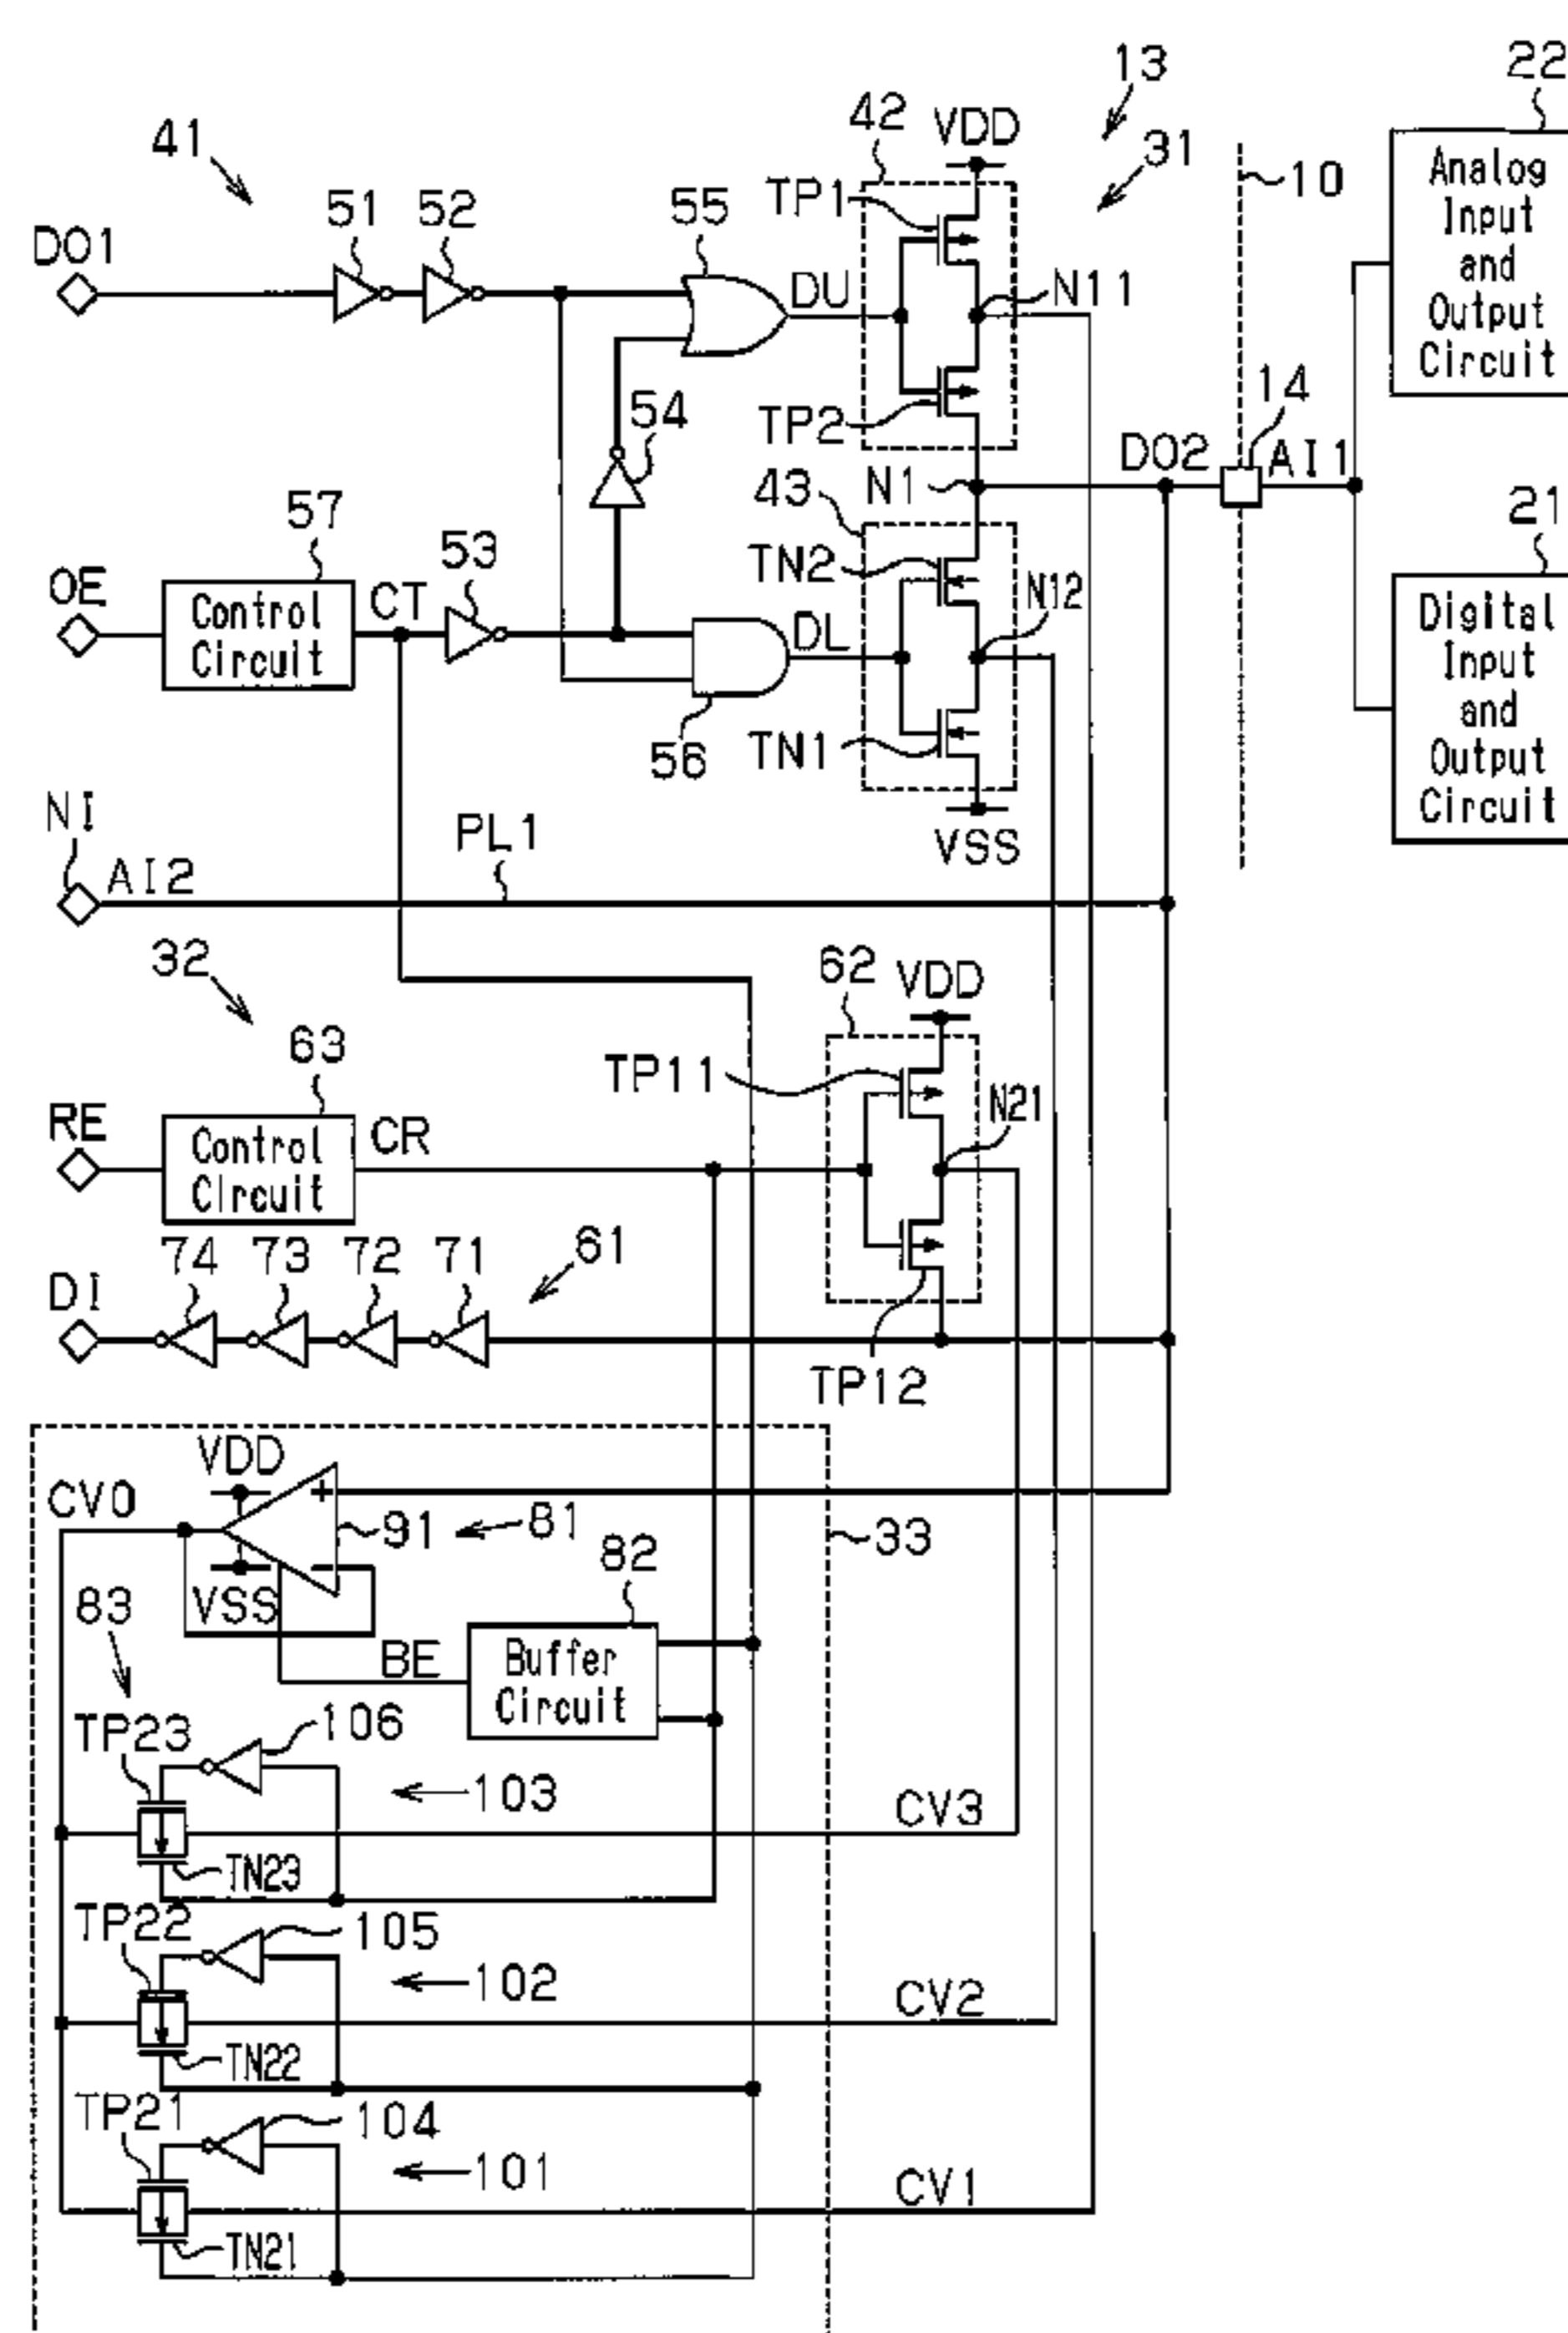 13
22
42
VDD
31
41
10
Analog
Input
and
Output
Circuit
TP1
51
52
55
DO1
DU
N11
14
54
TP2
DO2
AI1
N1
57
43
21
53
TN2
OE
N12
CT
Control
Circuit
DL
Digital
Input
and
Output
Circuit
56
TN1
NI
PL1
VSS
AI2
32
62
VDD
63
TP11
N21
RE
CR
Control
Circuit
74
73
72
71
61
DI
TP12
VDD
CV0
+
91
81
33
82
−
VSS
83
BE
Buffer
Circuit
TP23
106
103
CV3
TN23
TP22
105
102
CV2
TN22
TP21
104
101
CV1
TN21